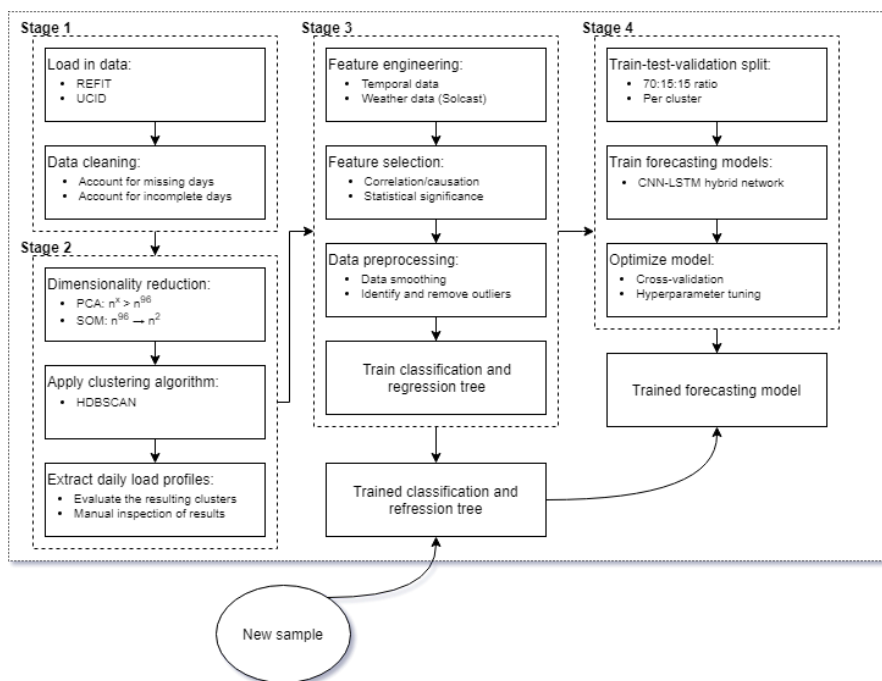 Stage 1
Load in data:
• REFIT
• UCID
Data cleaning:
• Account for missing days
• Account for incomplete days
Stage 2
Dimensionality reduction:
• PCA: n^x > n^96
• SOM: n^96 → n^2
Apply clustering algorithm:
• HDBSCAN
Extract daily load profiles:
• Evaluate the resulting clusters
• Manual inspection of results
Stage 3
Feature engineering:
• Temporal data
• Weather data (Solcast)
Feature selection:
• Correlation/causation
• Statistical significance
Data preprocessing:
• Data smoothing
• Identify and remove outliers
Train classification and
regression tree
Trained classification and
refression tree
Stage 4
Train-test-validation split:
• 70:15:15 ratio
• Per cluster
Train forecasting models:
• CNN-LSTM hybrid network
Optimize model:
• Cross-validation
• Hyperparameter tuning
Trained forecasting model
New sample